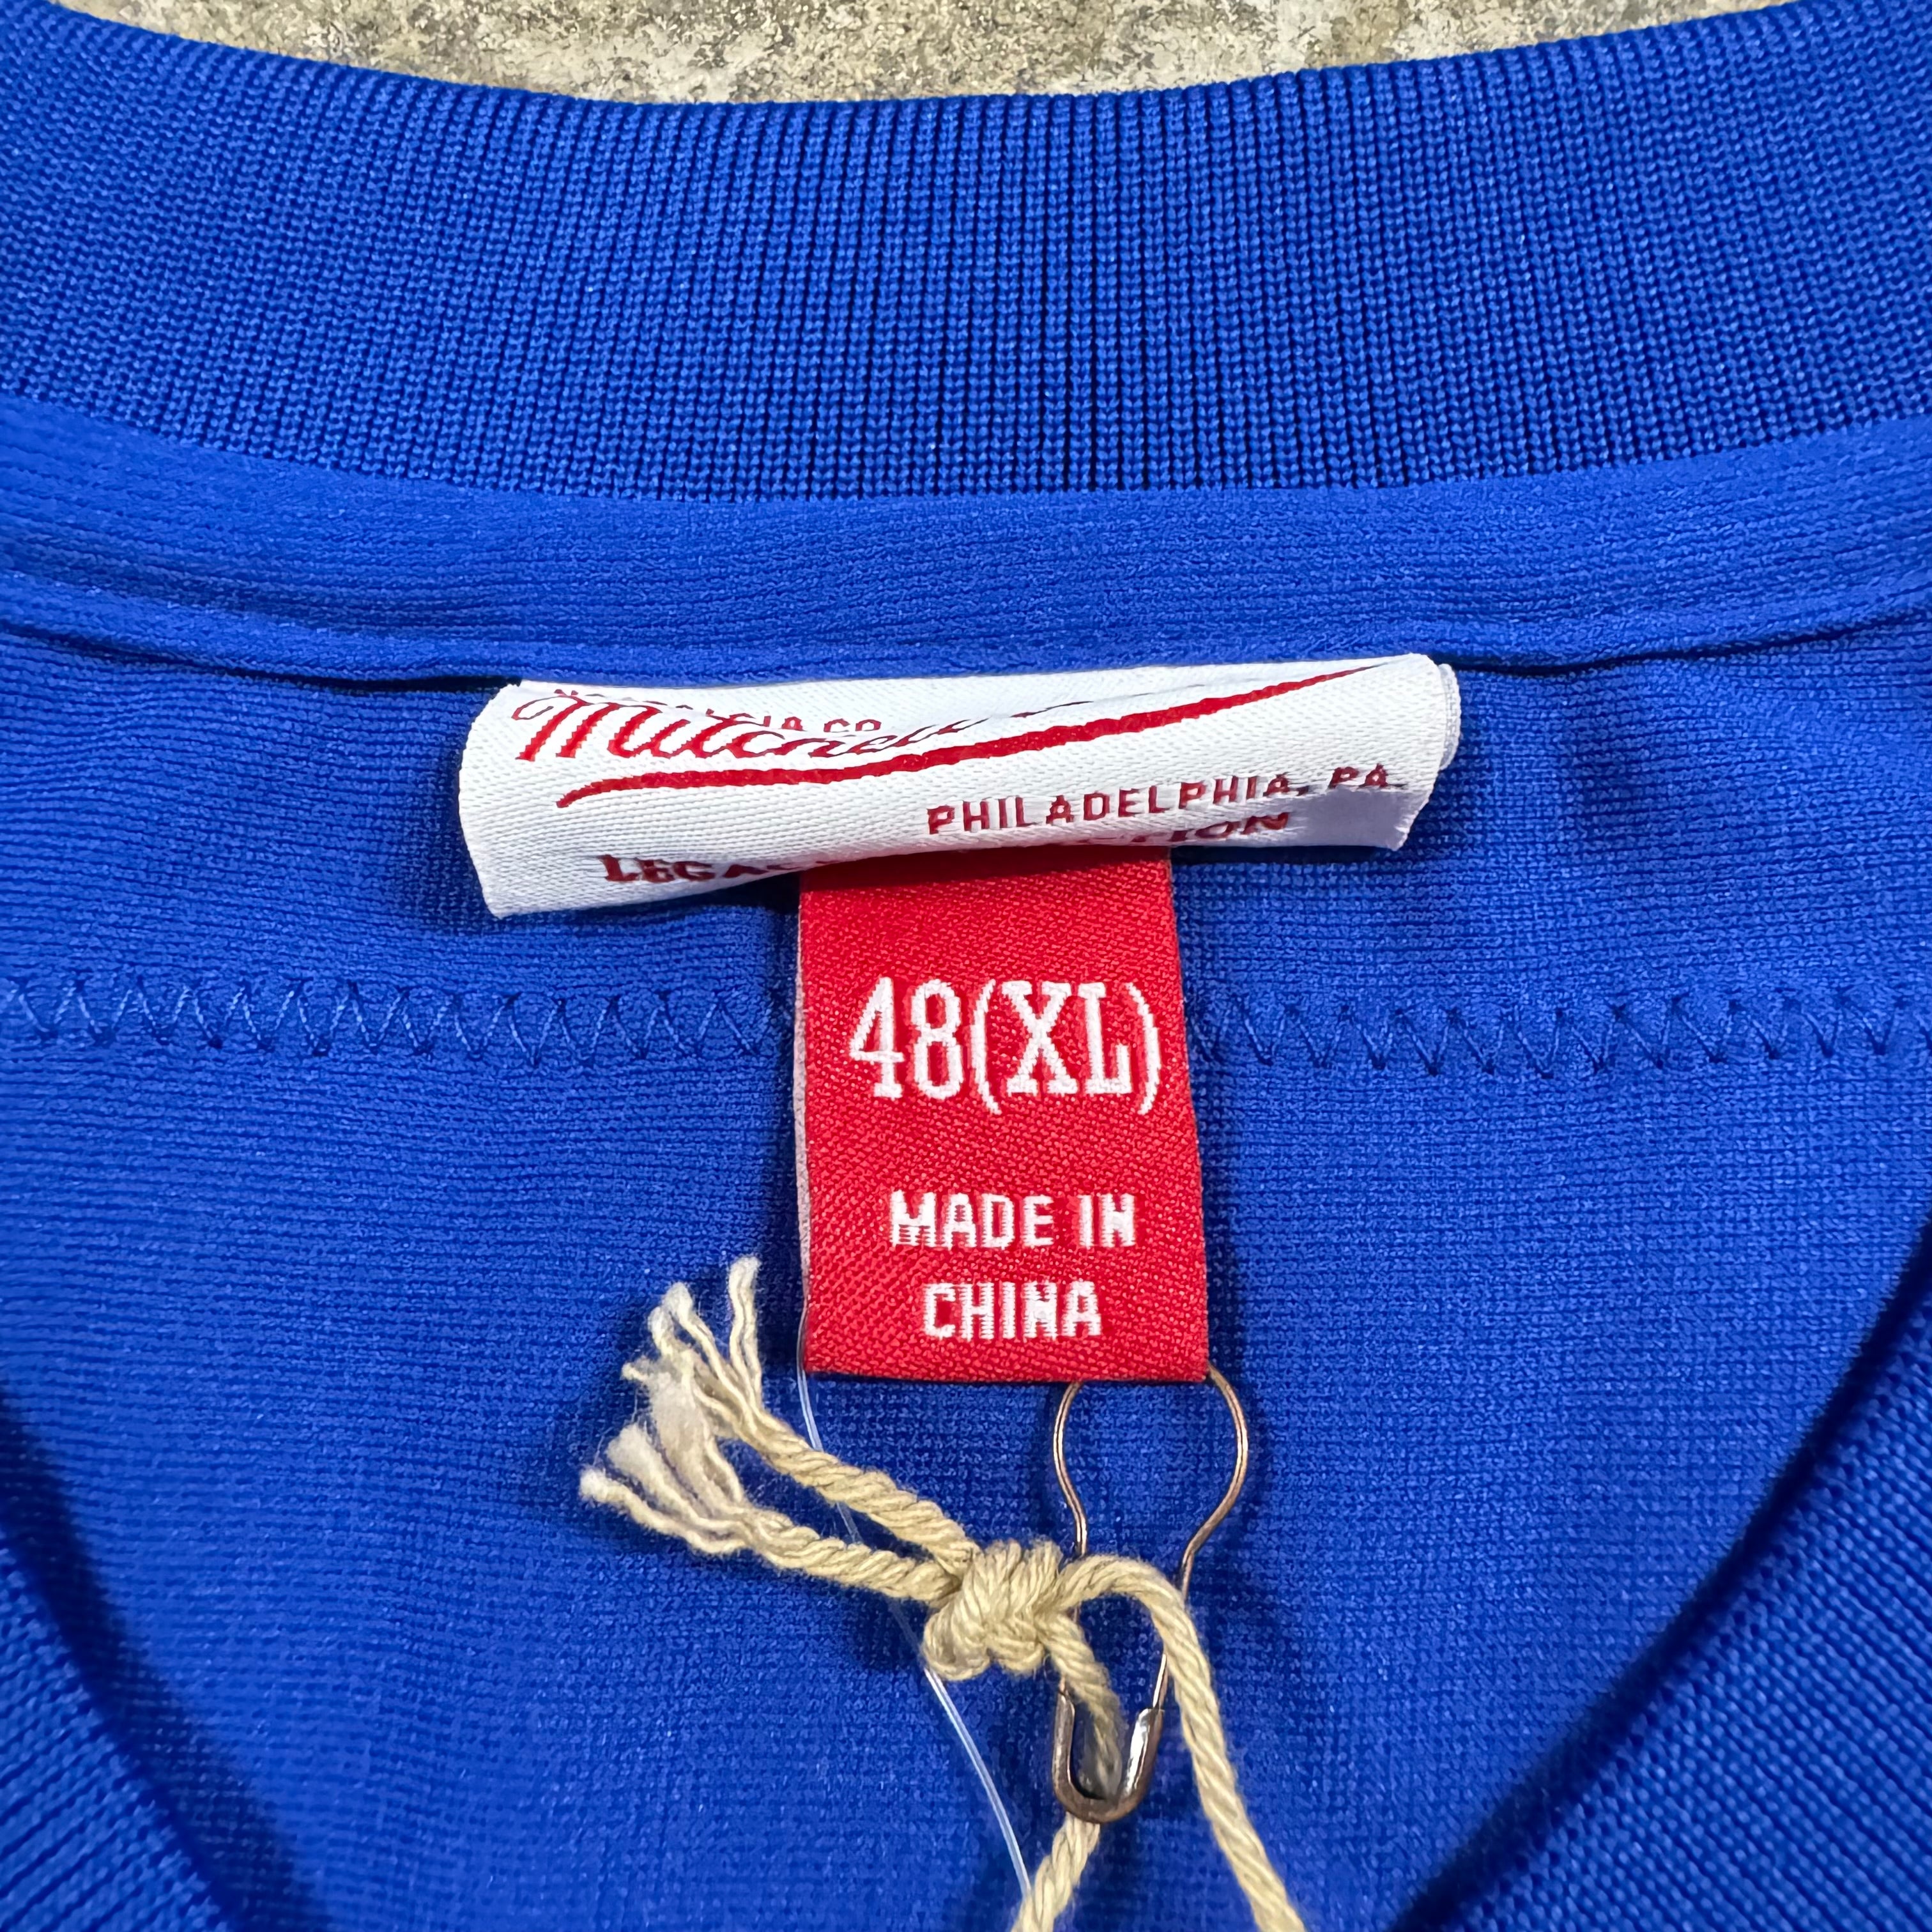 Mitchell
PHILADELPHIA, PA.
48(XL)
MADE IN
CHINA